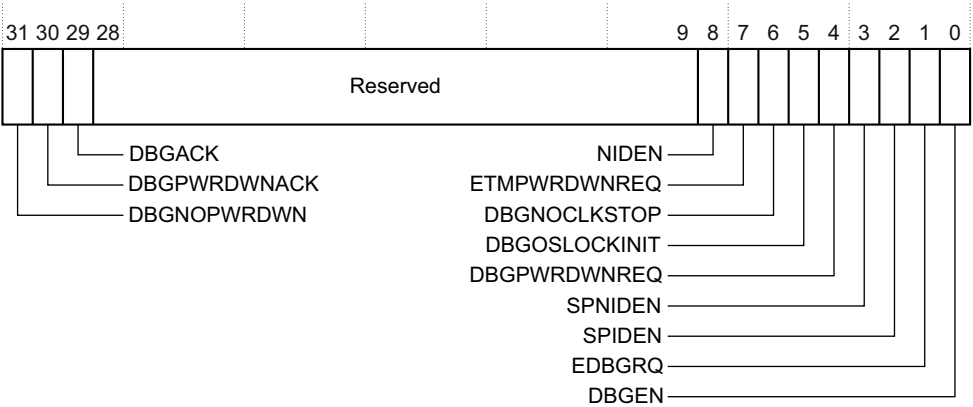 31 30 29 28 9 8 7 6 5 4 3 2 1 0
Reserved
DBGACK NIDEN
DBGPWRDWNACK ETMPWRDWNREQ
DBGNOPWRDWN DBGNOCLKSTOP
DBGOSLOCKINIT
DBGPWRDWNREQ
SPNIDEN
SPIDEN
EDBGRQ
DBGEN